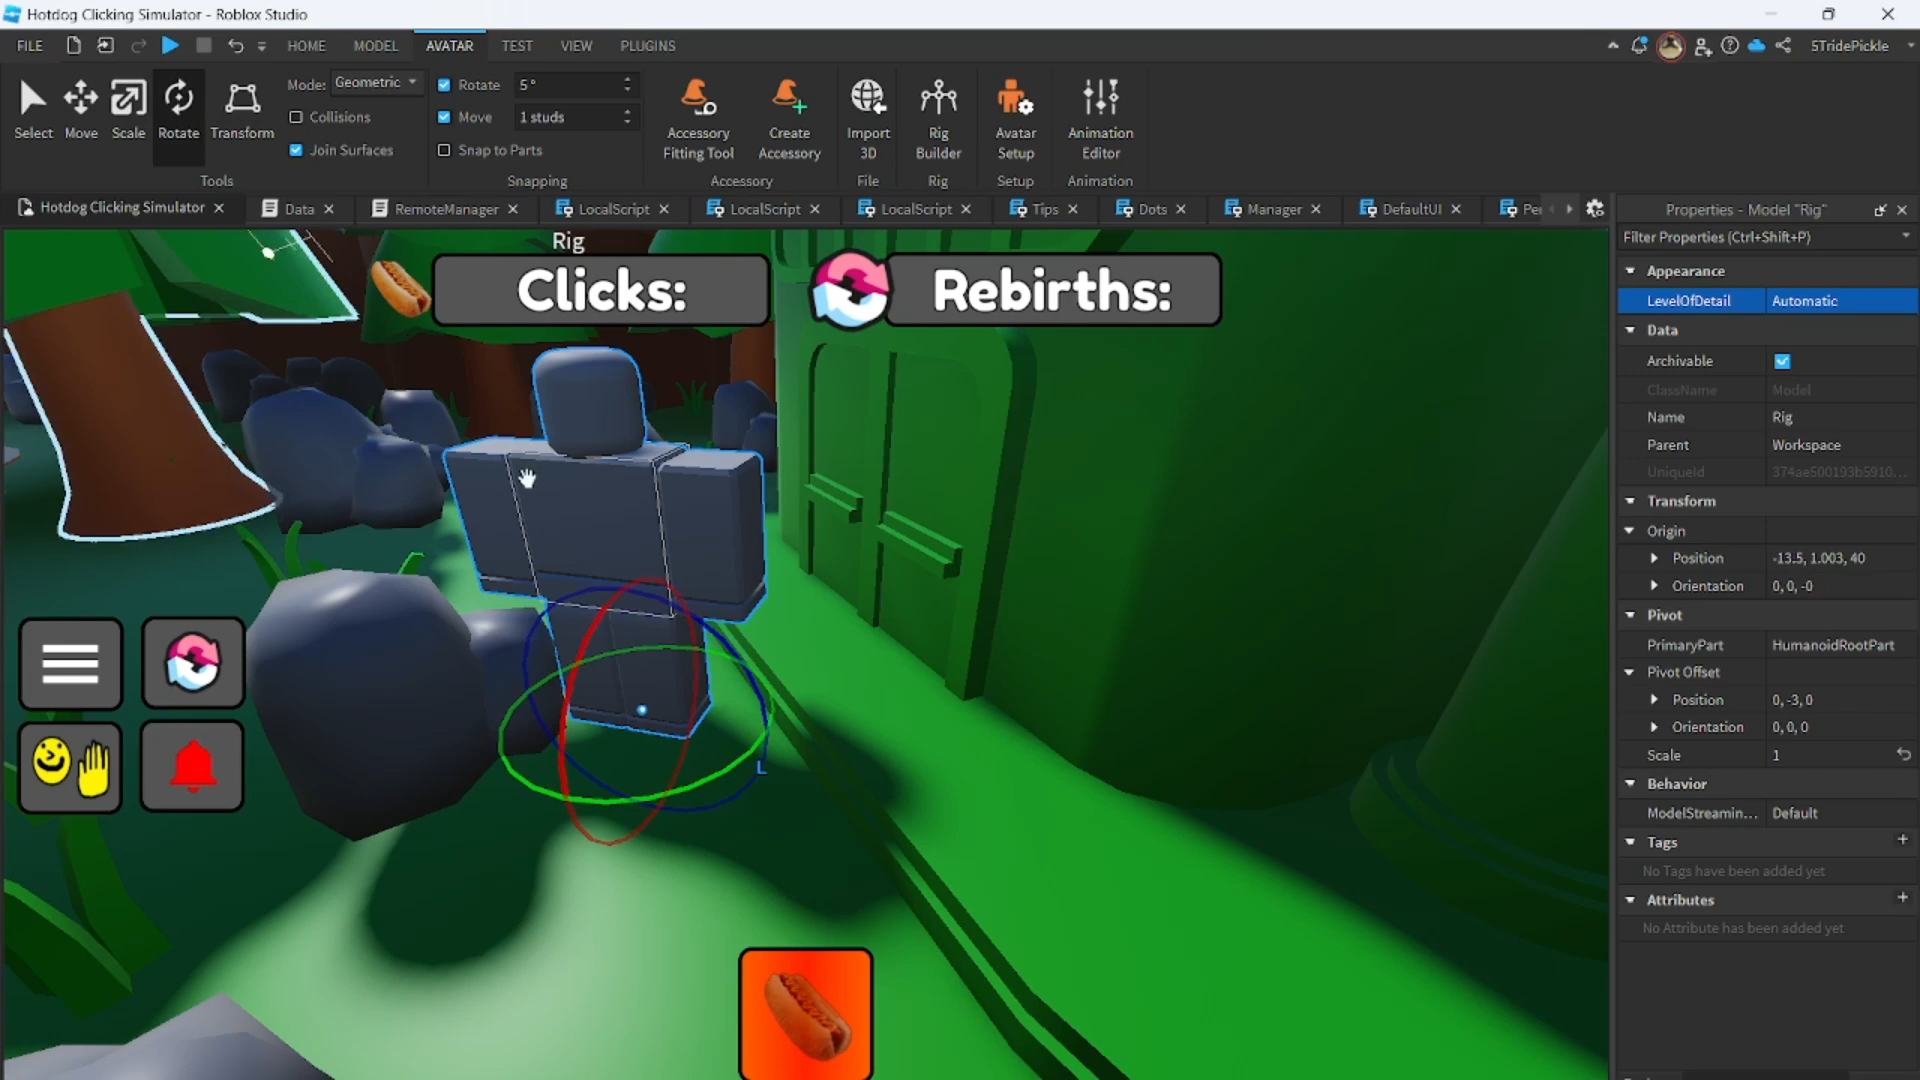 Hotdog Clicking Simulator - Roblox Studio
FILE HOME MODEL AVATAR TEST VIEW PLUGINS 5TridePickle
Select Move Scale Rotate Transform
Mode: Geometric
Collisions
Join Surfaces
Tools
Rotate 5°
Move 1 studs
Snap to Parts
Snapping
Accessory
Fitting Tool
Create
Accessory
Accessory
Import
3D
File
Rig
Builder
Rig
Avatar
Setup
Setup
Animation
Editor
Animation
Hotdog Clicking Simulator Data RemoteManager LocalScript LocalScript LocalScript Tips Dots Manager DefaultUI
Rig
Clicks:
Rebirths:
L
Properties - Model "Rig"
Filter Properties (Ctrl+Shift+P)
Appearance
LevelOfDetail Automatic
Data
Archivable
ClassName Model
Name Rig
Parent Workspace
UniqueId 374ae500193b5910...
Transform
Origin
Position -13.5, 1.003, 40
Orientation 0, 0, -0
Pivot
PrimaryPart HumanoidRootPart
Pivot Offset
Position 0, -3, 0
Orientation 0, 0, 0
Scale 1
Behavior
ModelStreamin... Default
Tags
No Tags have been added yet
Attributes
No Attribute has been added yet